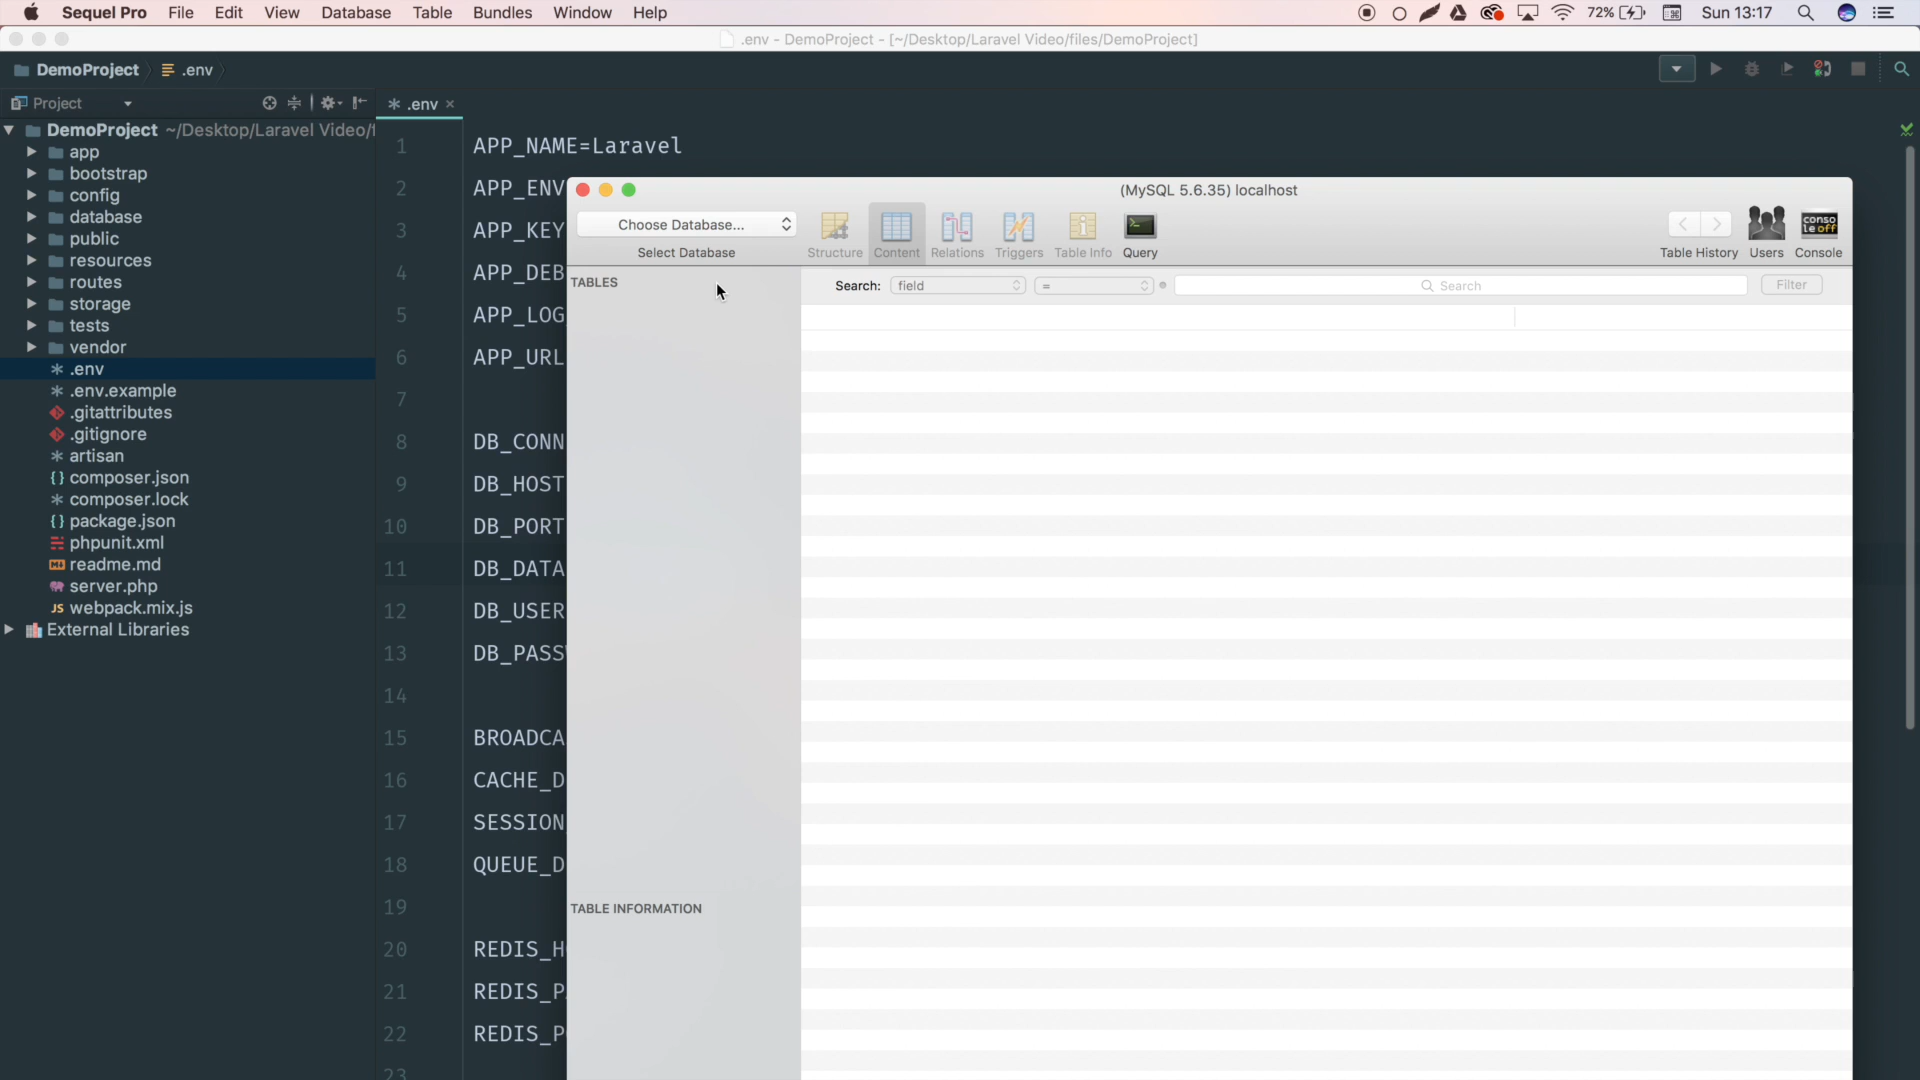 Sequel Pro File Edit View Database Table Bundles Window Help 72% Sun 13:17
.env - DemoProject - [~/Desktop/Laravel Video/files/DemoProject]
DemoProject .env
Project
.env
DemoProject ~/Desktop/Laravel Video/f
app
bootstrap
config
database
public
resources
routes
storage
tests
vendor
.env
.env.example
.gitattributes
.gitignore
artisan
composer.json
composer.lock
package.json
phpunit.xml
readme.md
server.php
JS webpack.mix.js
External Libraries
1 APP_NAME=Laravel
2 APP_ENV
3 APP_KEY
4 APP_DEB
5 APP_LOG
6 APP_URL
7
8 DB_CONN
9 DB_HOST
10 DB_PORT
11 DB_DATA
12 DB_USER
13 DB_PASS
14
15 BROADCA
16 CACHE_D
17 SESSION
18 QUEUE_D
19
20 REDIS_H
21 REDIS_P
22 REDIS_P
23
(MySQL 5.6.35) localhost
Choose Database...
Select Database
Structure Content Relations Triggers Table Info Query
Table History Users Console
conso
le off
TABLES
Search: field = Search Filter
TABLE INFORMATION